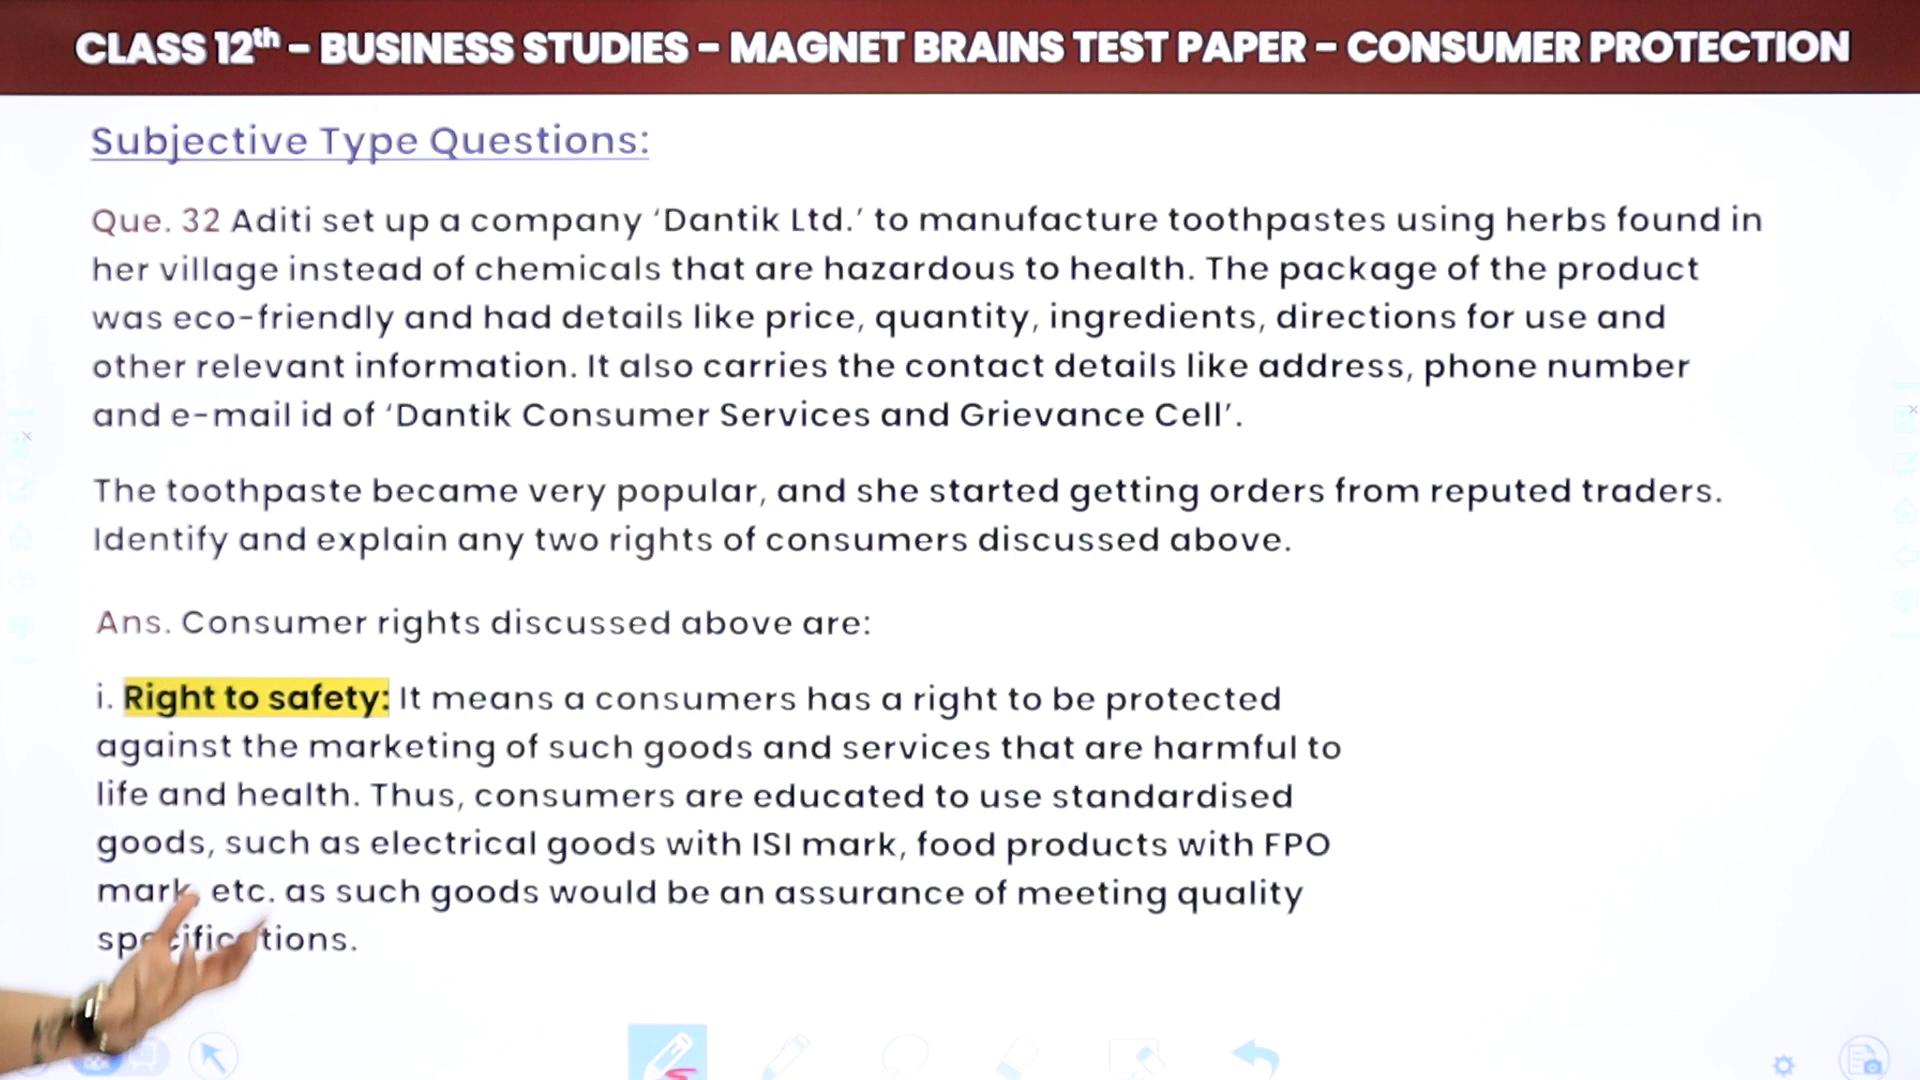 CLASS 12th – BUSINESS STUDIES – MAGNET BRAINS TEST PAPER – CONSUMER PROTECTION
Subjective Type Questions:
Que. 32 Aditi set up a company ‘Dantik Ltd.’ to manufacture toothpastes using herbs found in
her village instead of chemicals that are hazardous to health. The package of the product
was eco-friendly and had details like price, quantity, ingredients, directions for use and
other relevant information. It also carries the contact details like address, phone number
and e-mail id of ‘Dantik Consumer Services and Grievance Cell’.
The toothpaste became very popular, and she started getting orders from reputed traders.
Identify and explain any two rights of consumers discussed above.
Ans. Consumer rights discussed above are:
i. Right to safety: It means a consumers has a right to be protected
against the marketing of such goods and services that are harmful to
life and health. Thus, consumers are educated to use standardised
goods, such as electrical goods with ISI mark, food products with FPO
mark, etc. as such goods would be an assurance of meeting quality
specifications.